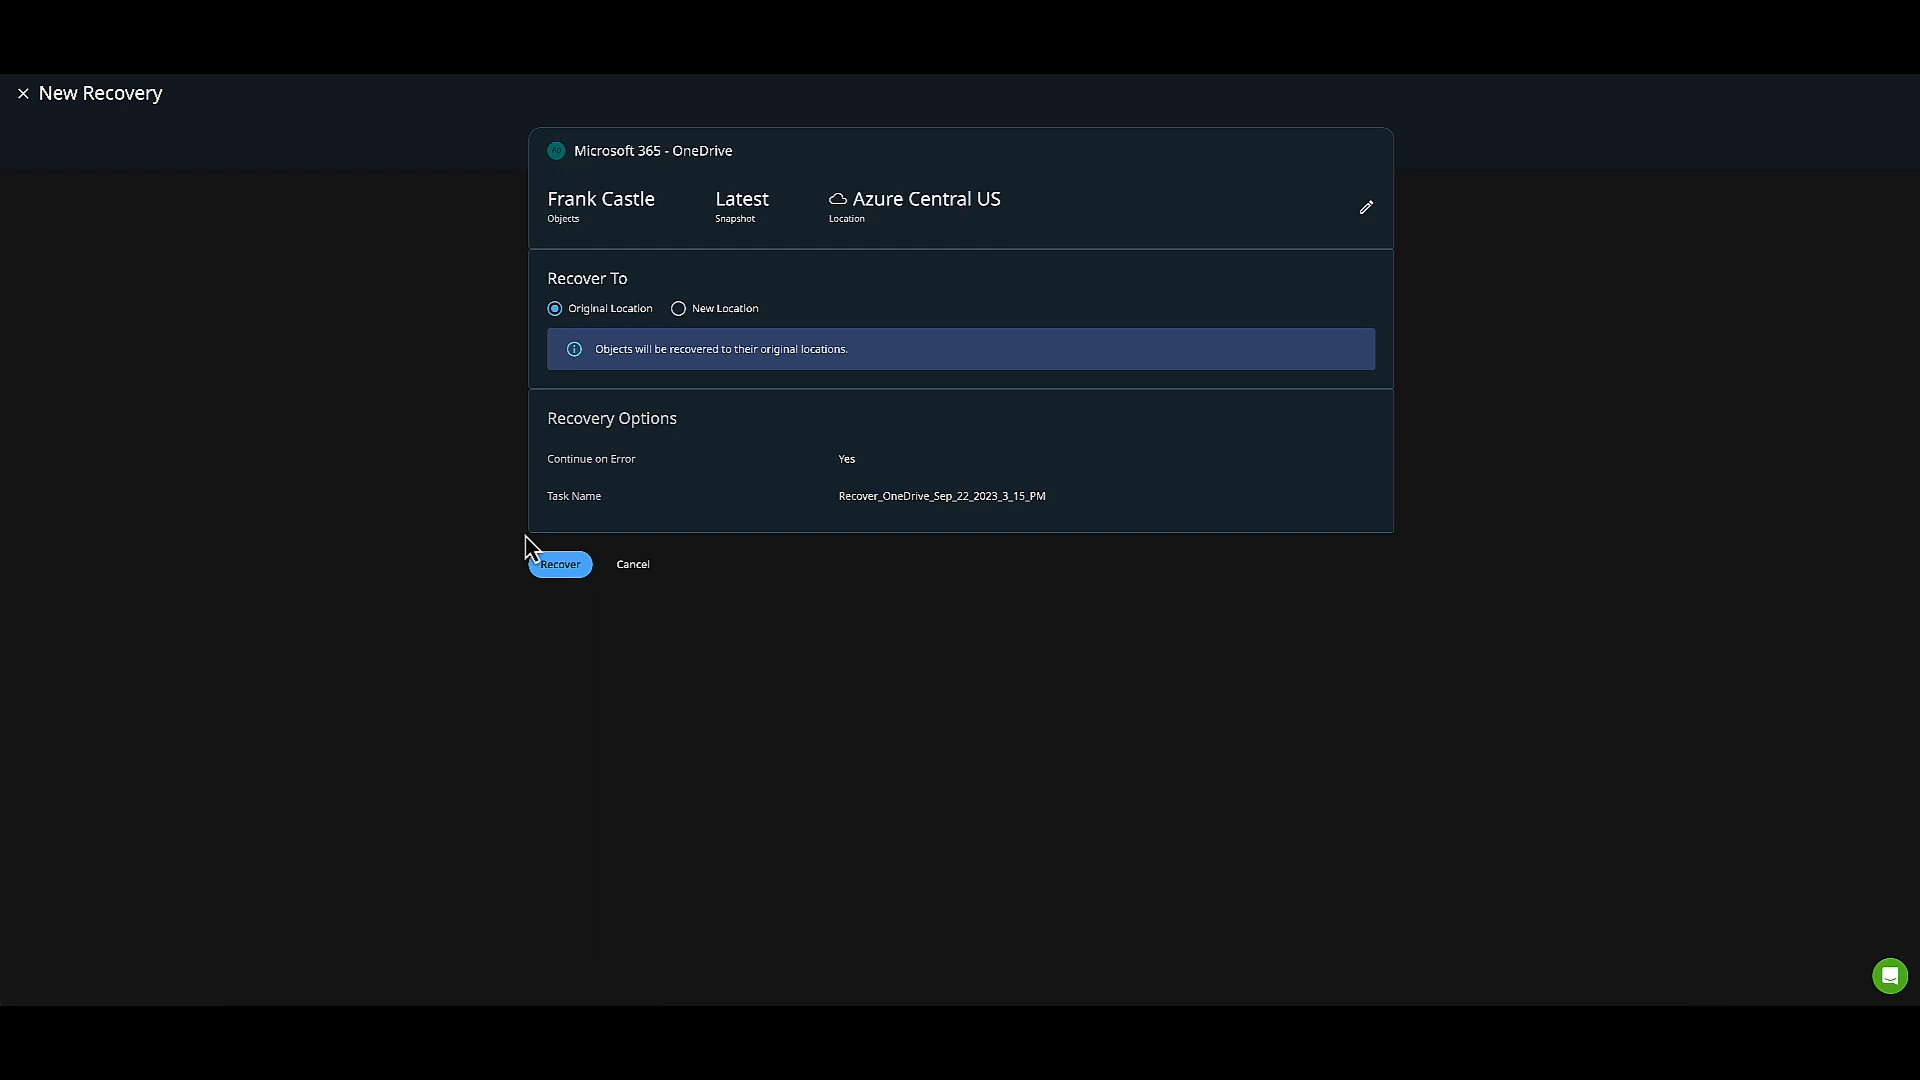 New Recovery
Microsoft 365 - OneDrive
Frank Castle
Objects
Latest
Snapshot
Azure Central US
Location
Recover To
Original Location
New Location
Objects will be recovered to their original locations.
Recovery Options
Continue on Error
Yes
Task Name
Recover_OneDrive_Sep_22_2023_3_15_PM
Recover
Cancel